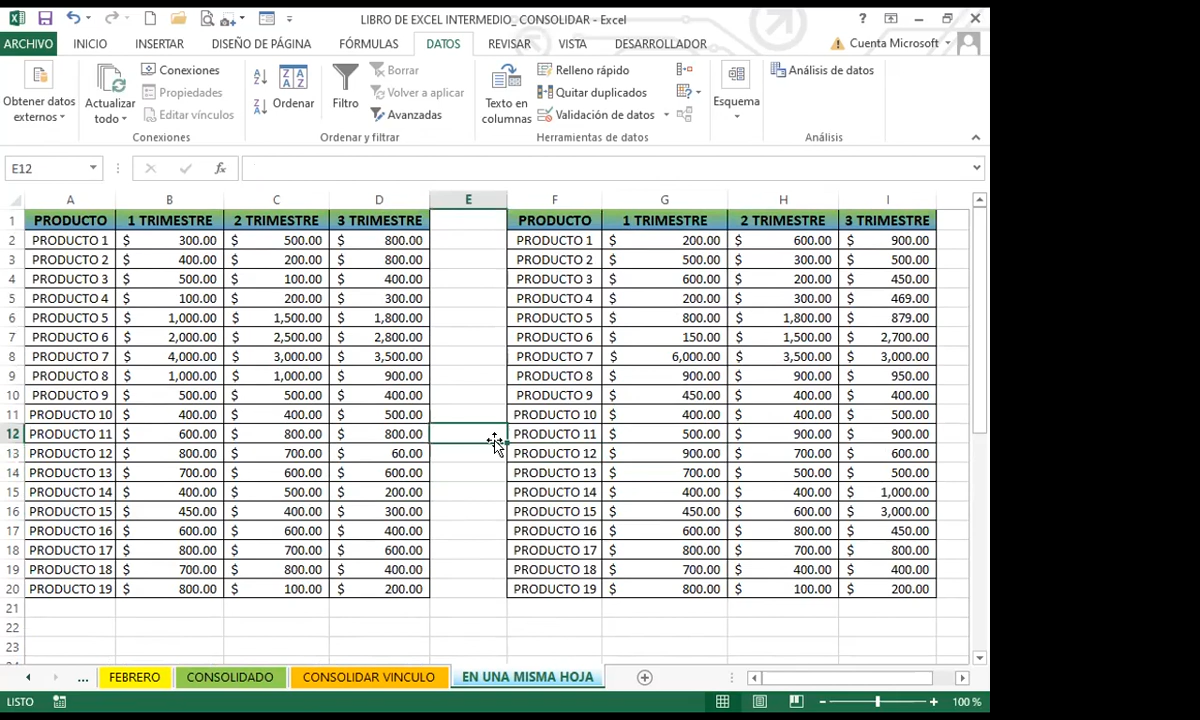 LIBRO DE EXCEL INTERMEDIO_ CONSOLIDAR - Excel
ARCHIVO INICIO INSERTAR DISEÑO DE PÁGINA FÓRMULAS DATOS REVISAR VISTA DESARROLLADOR Cuenta Microsoft
Obtener datos externos
Actualizar todo
Conexiones
Propiedades
Editar vínculos
Conexiones
Ordenar
Filtro
Borrar
Volver a aplicar
Avanzadas
Ordenar y filtrar
Texto en columnas
Relleno rápido
Quitar duplicados
Validación de datos
Herramientas de datos
Esquema
Análisis de datos
Análisis
E12 fx
A B C D E F G H I
1 PRODUCTO 1 TRIMESTRE 2 TRIMESTRE 3 TRIMESTRE PRODUCTO 1 TRIMESTRE 2 TRIMESTRE 3 TRIMESTRE
2 PRODUCTO 1 $ 300.00 $ 500.00 $ 800.00 PRODUCTO 1 $ 200.00 $ 600.00 $ 900.00
3 PRODUCTO 2 $ 400.00 $ 200.00 $ 800.00 PRODUCTO 2 $ 500.00 $ 300.00 $ 500.00
4 PRODUCTO 3 $ 500.00 $ 100.00 $ 400.00 PRODUCTO 3 $ 600.00 $ 200.00 $ 450.00
5 PRODUCTO 4 $ 100.00 $ 200.00 $ 300.00 PRODUCTO 4 $ 200.00 $ 300.00 $ 469.00
6 PRODUCTO 5 $ 1,000.00 $ 1,500.00 $ 1,800.00 PRODUCTO 5 $ 800.00 $ 1,800.00 $ 879.00
7 PRODUCTO 6 $ 2,000.00 $ 2,500.00 $ 2,800.00 PRODUCTO 6 $ 150.00 $ 1,500.00 $ 2,700.00
8 PRODUCTO 7 $ 4,000.00 $ 3,000.00 $ 3,500.00 PRODUCTO 7 $ 6,000.00 $ 3,500.00 $ 3,000.00
9 PRODUCTO 8 $ 1,000.00 $ 1,000.00 $ 900.00 PRODUCTO 8 $ 900.00 $ 900.00 $ 950.00
10 PRODUCTO 9 $ 500.00 $ 500.00 $ 400.00 PRODUCTO 9 $ 450.00 $ 400.00 $ 400.00
11 PRODUCTO 10 $ 400.00 $ 400.00 $ 500.00 PRODUCTO 10 $ 400.00 $ 400.00 $ 500.00
12 PRODUCTO 11 $ 600.00 $ 800.00 $ 800.00 PRODUCTO 11 $ 500.00 $ 900.00 $ 900.00
13 PRODUCTO 12 $ 800.00 $ 700.00 $ 60.00 PRODUCTO 12 $ 900.00 $ 700.00 $ 600.00
14 PRODUCTO 13 $ 700.00 $ 600.00 $ 600.00 PRODUCTO 13 $ 700.00 $ 500.00 $ 500.00
15 PRODUCTO 14 $ 400.00 $ 500.00 $ 200.00 PRODUCTO 14 $ 400.00 $ 400.00 $ 1,000.00
16 PRODUCTO 15 $ 450.00 $ 400.00 $ 300.00 PRODUCTO 15 $ 450.00 $ 600.00 $ 3,000.00
17 PRODUCTO 16 $ 600.00 $ 600.00 $ 400.00 PRODUCTO 16 $ 600.00 $ 800.00 $ 450.00
18 PRODUCTO 17 $ 800.00 $ 700.00 $ 600.00 PRODUCTO 17 $ 800.00 $ 700.00 $ 800.00
19 PRODUCTO 18 $ 700.00 $ 800.00 $ 400.00 PRODUCTO 18 $ 700.00 $ 400.00 $ 400.00
20 PRODUCTO 19 $ 800.00 $ 100.00 $ 200.00 PRODUCTO 19 $ 800.00 $ 100.00 $ 200.00
21
22
23
... FEBRERO CONSOLIDADO CONSOLIDAR VINCULO EN UNA MISMA HOJA
LISTO 100 %